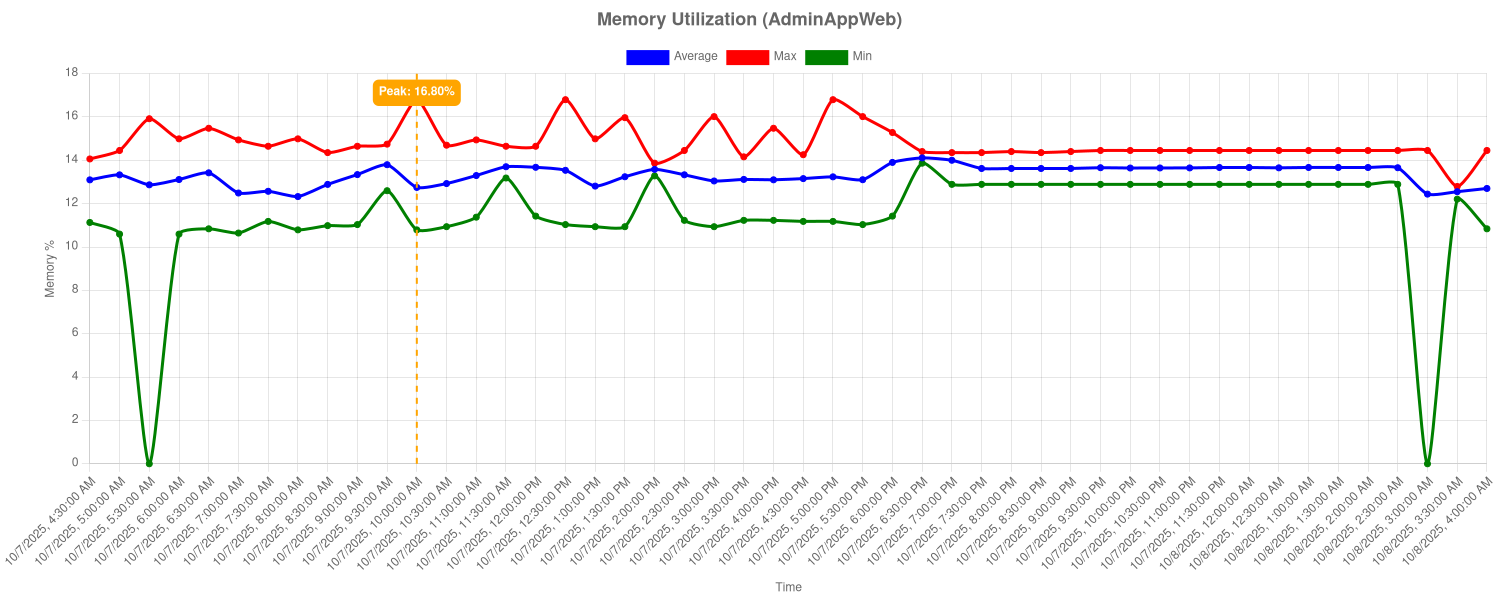 Memory Utilization (AdminAppWeb)
Average Max Min
Peak: 16.80%
18
16
14
12
10
8
6
4
2
0
Memory %
10/7/2025, 4:30:00 AM
10/7/2025, 5:00:00 AM
10/7/2025, 5:30:00 AM
10/7/2025, 6:00:00 AM
10/7/2025, 6:30:00 AM
10/7/2025, 7:00:00 AM
10/7/2025, 7:30:00 AM
10/7/2025, 8:00:00 AM
10/7/2025, 8:30:00 AM
10/7/2025, 9:00:00 AM
10/7/2025, 9:30:00 AM
10/7/2025, 10:00:00 AM
10/7/2025, 10:30:00 AM
10/7/2025, 11:00:00 AM
10/7/2025, 11:30:00 AM
10/7/2025, 12:00:00 PM
10/7/2025, 12:30:00 PM
10/7/2025, 1:00:00 PM
10/7/2025, 1:30:00 PM
10/7/2025, 2:00:00 PM
10/7/2025, 2:30:00 PM
10/7/2025, 3:00:00 PM
10/7/2025, 3:30:00 PM
10/7/2025, 4:00:00 PM
10/7/2025, 4:30:00 PM
10/7/2025, 5:00:00 PM
10/7/2025, 5:30:00 PM
10/7/2025, 6:00:00 PM
10/7/2025, 6:30:00 PM
10/7/2025, 7:00:00 PM
10/7/2025, 7:30:00 PM
10/7/2025, 8:00:00 PM
10/7/2025, 8:30:00 PM
10/7/2025, 9:00:00 PM
10/7/2025, 9:30:00 PM
10/7/2025, 10:00:00 PM
10/7/2025, 10:30:00 PM
10/7/2025, 11:00:00 PM
10/7/2025, 11:30:00 PM
10/8/2025, 12:00:00 AM
10/8/2025, 12:30:00 AM
10/8/2025, 1:00:00 AM
10/8/2025, 1:30:00 AM
10/8/2025, 2:00:00 AM
10/8/2025, 2:30:00 AM
10/8/2025, 3:00:00 AM
10/8/2025, 3:30:00 AM
10/8/2025, 4:00:00 AM
Time